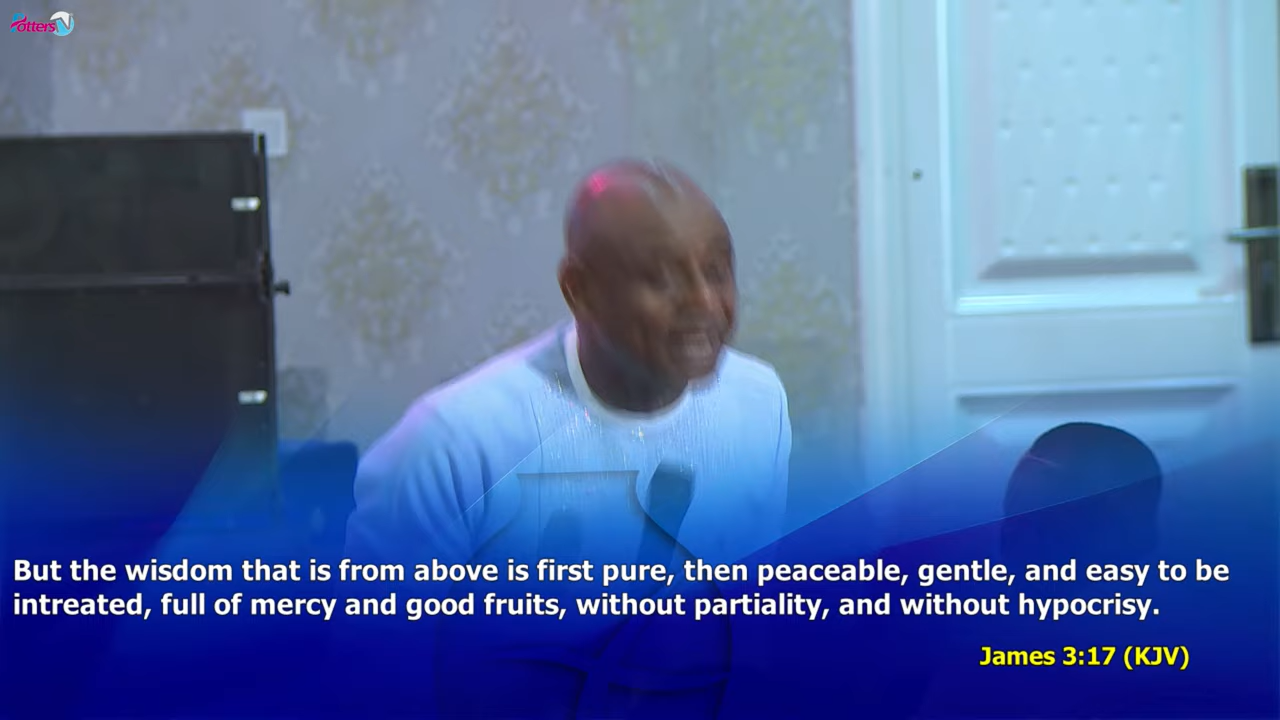 ottersTV
But the wisdom that is from above is first pure, then peaceable, gentle, and easy to be
intreated, full of mercy and good fruits, without partiality, and without hypocrisy.
James 3:17 (KJV)